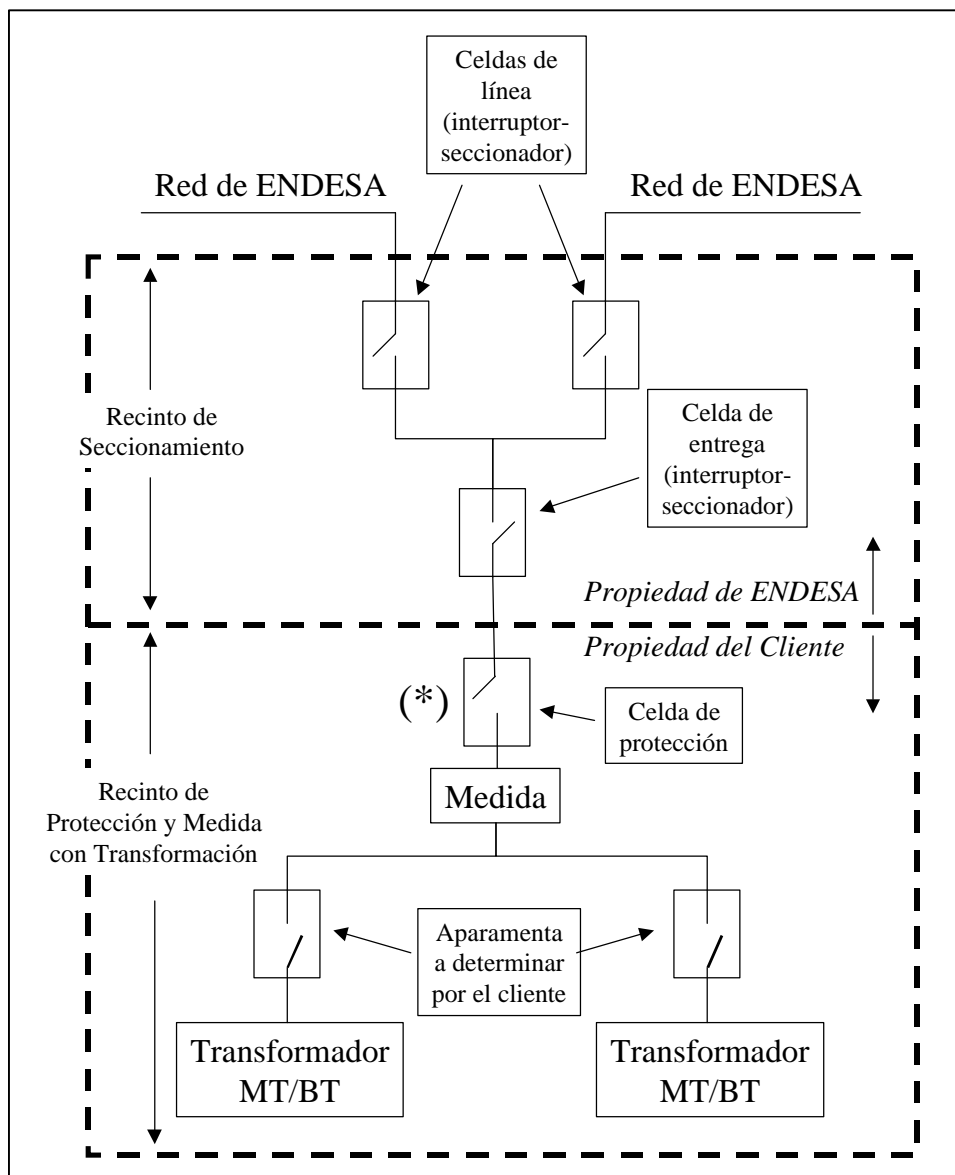 Celdas de
línea
(interruptor-
seccionador)
Red de ENDESA
Red de ENDESA
Recinto de
Seccionamiento
Celda de
entrega
(interruptor-
seccionador)
Propiedad de ENDESA
Propiedad del Cliente
(*)
Celda de
protección
Medida
Recinto de
Protección y Medida
con Transformación
Aparamenta
a determinar
por el cliente
Transformador
MT/BT
Transformador
MT/BT